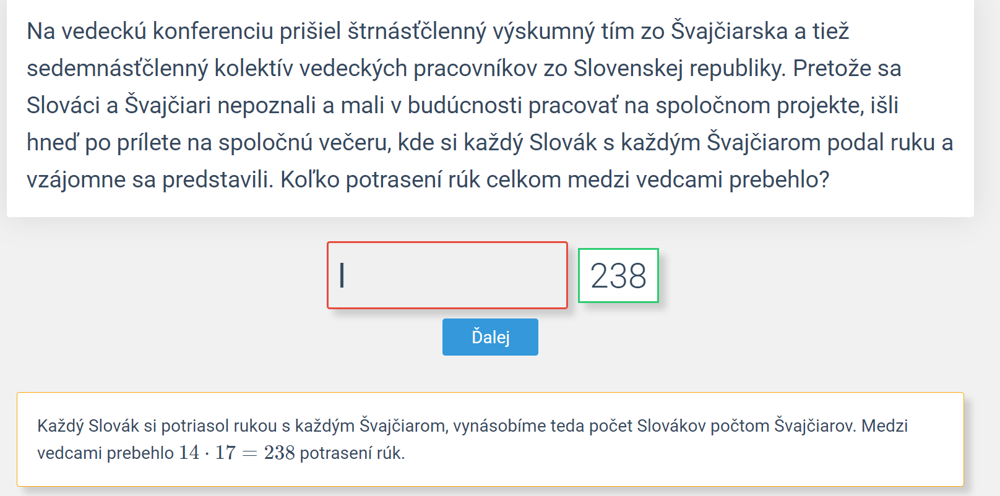 Na vedeckú konferenciu prišiel štrnásťčlenný výskumný tím zo Švajčiarska a tiež
sedemnásťčlenný kolektív vedeckých pracovníkov zo Slovenskej republiky. Pretože sa
Slováci a Švajčiari nepoznali a mali v budúcnosti pracovať na spoločnom projekte, išli
hneď po prílete na spoločnú večeru, kde si každý Slovák s každým Švajčiarom podal ruku a
vzájomne sa predstavili. Koľko potrasení rúk celkom medzi vedcami prebehlo?
238
Ďalej
Každý Slovák si potriasol rukou s každým Švajčiarom, vynásobíme teda počet Slovákov počtom Švajčiarov. Medzi
vedcami prebehlo 14 · 17 = 238 potrasení rúk.